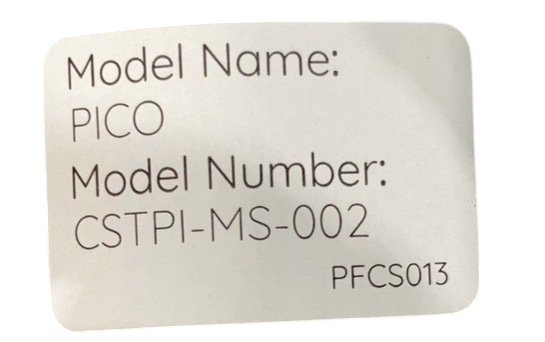 Model Name:
PICO
Model Number:
CSTPI-MS-002
PFCS013